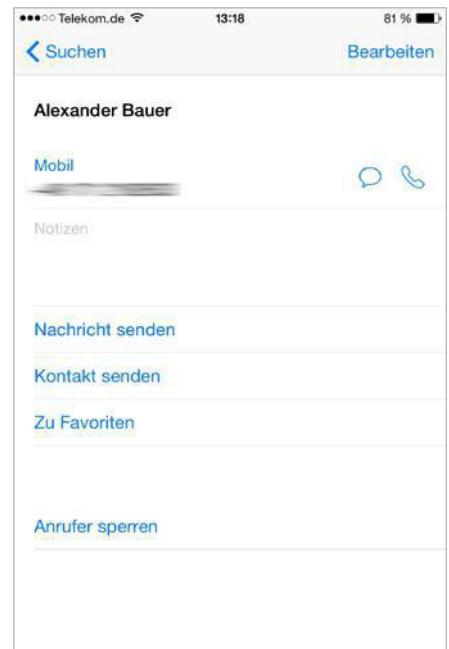 Telekom.de 13:18 81 %
Suchen Bearbeiten
Alexander Bauer
Mobil
Notizen
Nachricht senden
Kontakt senden
Zu Favoriten
Anrufer sperren